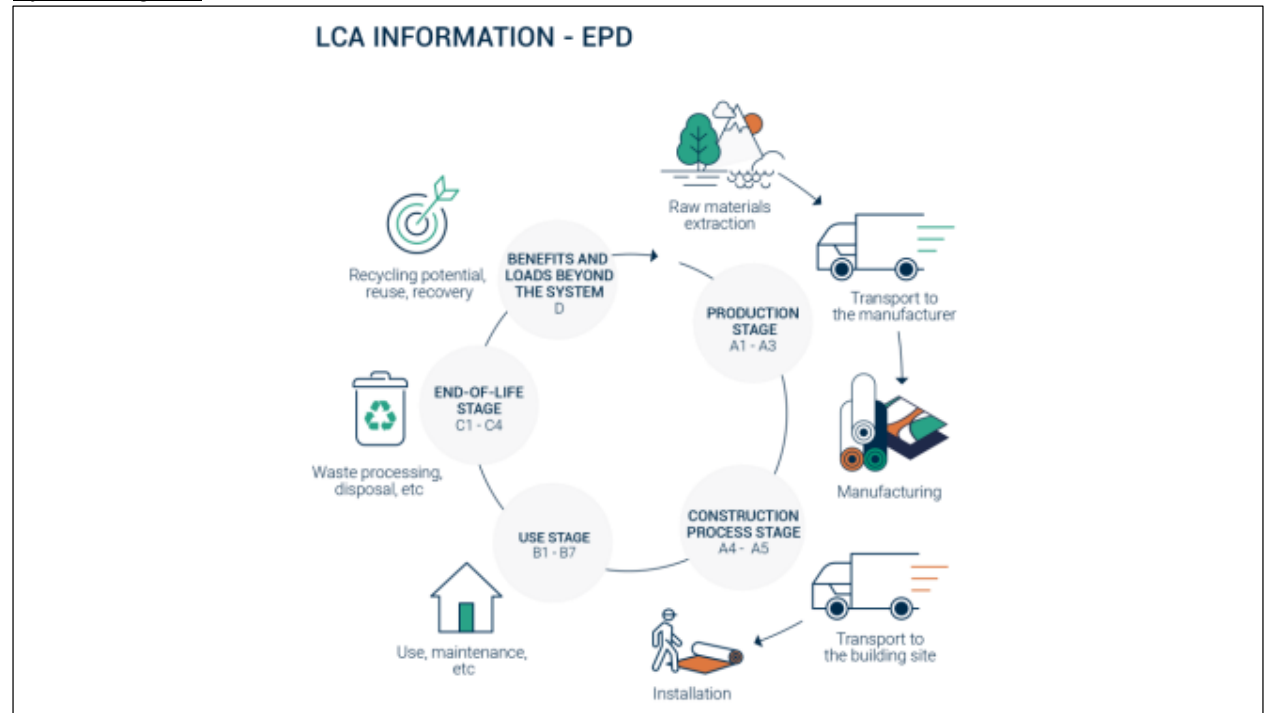 LCA INFORMATION - EPD
Raw materials
extraction
Transport to
the manufacturer
Manufacturing
Transport to
the building site
Installation
Use, maintenance,
etc
Waste processing,
disposal, etc
Recycling potential,
reuse, recovery
BENEFITS AND
LOADS BEYOND
THE SYSTEM
D
PRODUCTION
STAGE
A1 - A3
CONSTRUCTION
PROCESS STAGE
A4 - A5
USE STAGE
B1 - B7
END-OF-LIFE
STAGE
C1 - C4